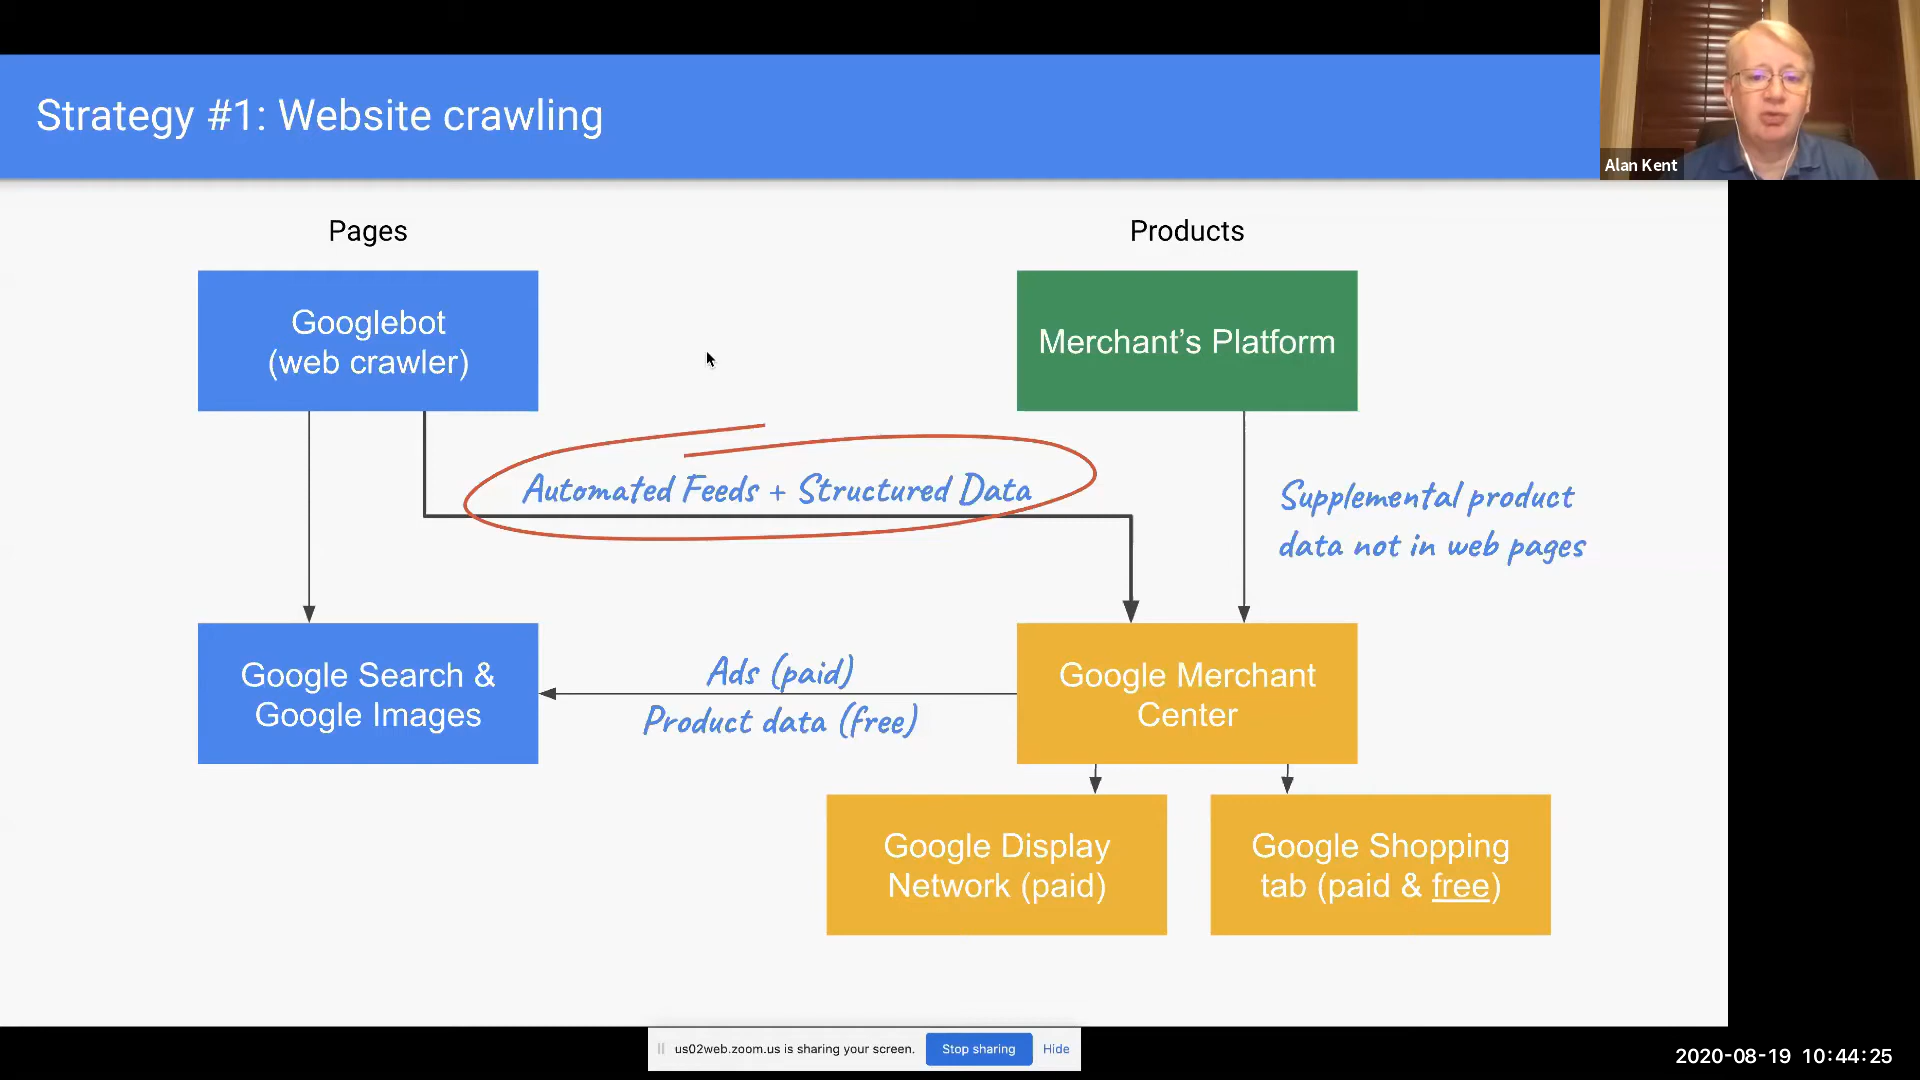 Strategy #1: Website crawling
Alan Kent
Pages
Products
Googlebot
(web crawler)
Merchant’s Platform
Automated Feeds + Structured Data
Supplemental product
data not in web pages
Google Search &
Google Images
Ads (paid)
Product data (free)
Google Merchant
Center
Google Display
Network (paid)
Google Shopping
tab (paid & free)
us02web.zoom.us is sharing your screen.
Stop sharing
Hide
2020-08-19 10:44:25